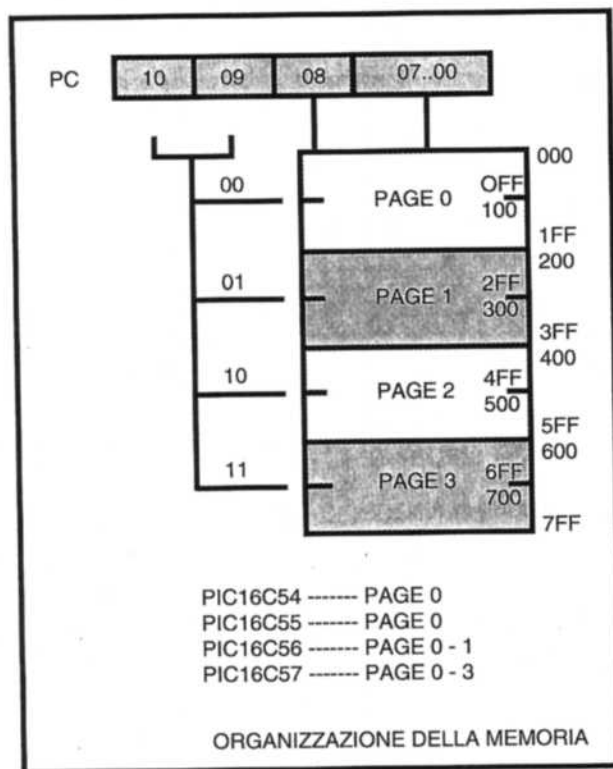 PC 10 09 08 07..00
000
00 PAGE 0 OFF
100
1FF
200
01 PAGE 1 2FF
300
3FF
400
10 PAGE 2 4FF
500
5FF
600
11 PAGE 3 6FF
700
7FF
PIC16C54 ------- PAGE 0
PIC16C55 ------- PAGE 0
PIC16C56 ------- PAGE 0 - 1
PIC16C57 ------- PAGE 0 - 3
ORGANIZZAZIONE DELLA MEMORIA